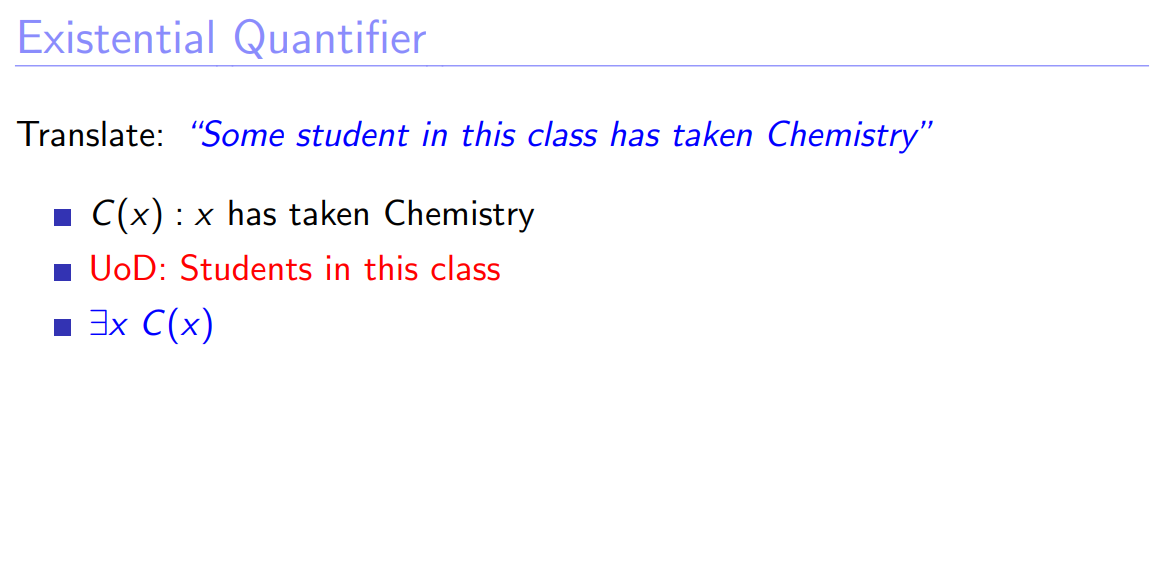 Existential Quantifier
Translate: “Some student in this class has taken Chemistry”
C(x) : x has taken Chemistry
UoD: Students in this class
∃x C(x)